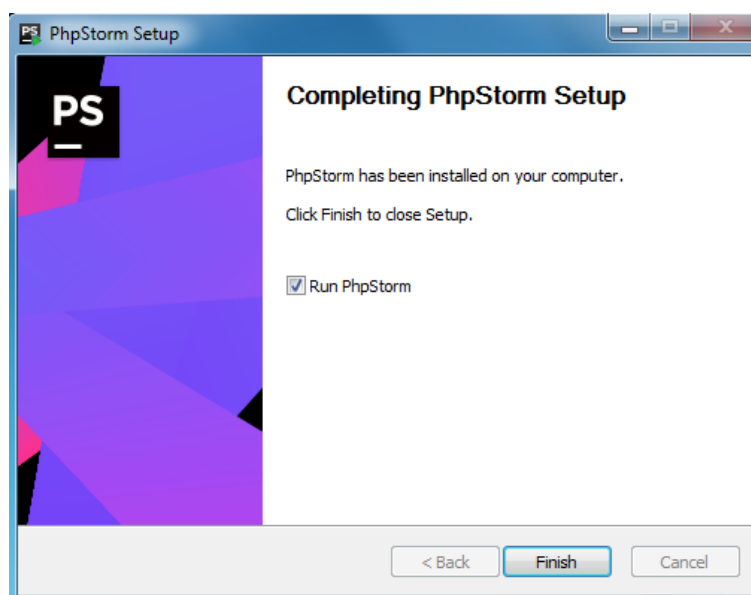 PS PhpStorm Setup
PS
Completing PhpStorm Setup
PhpStorm has been installed on your computer.
Click Finish to close Setup.
Run PhpStorm
< Back
Finish
Cancel